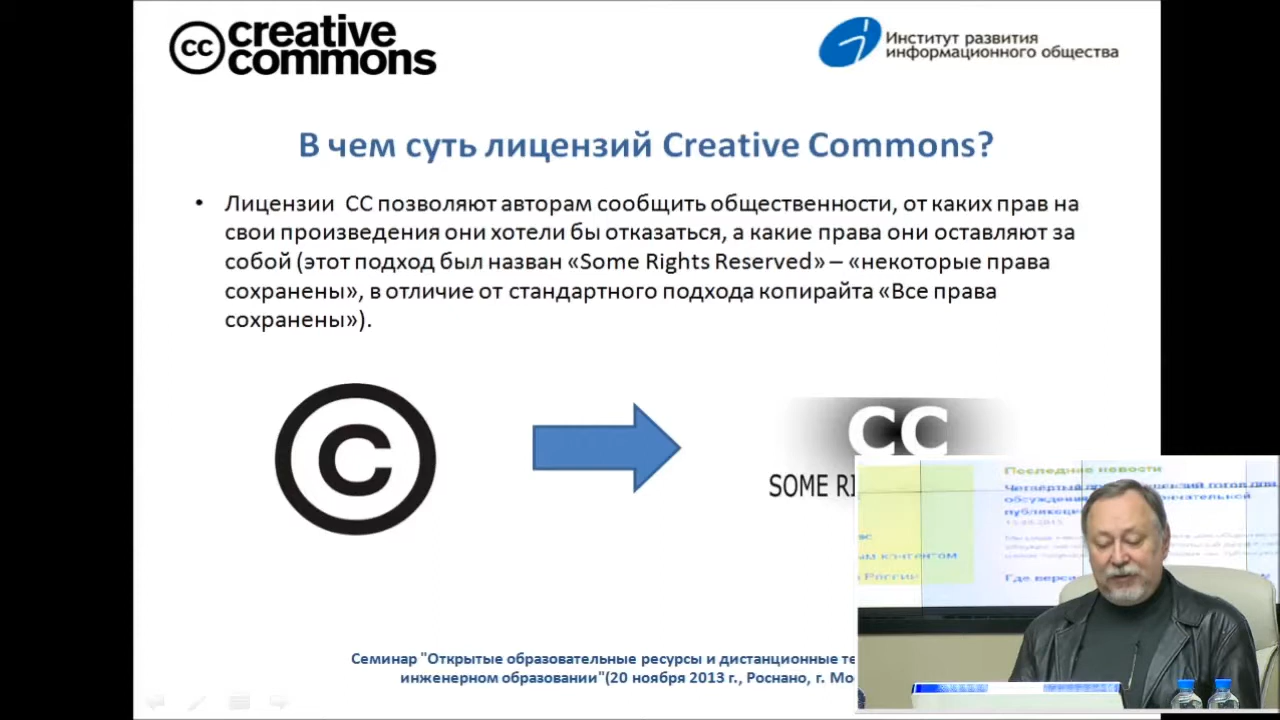 cc creative commons
Институт развития
информационного общества
В чем суть лицензий Creative Commons?
• Лицензии СС позволяют авторам сообщить общественности, от каких прав на
свои произведения они хотели бы отказаться, а какие права они оставляют за
собой (этот подход был назван «Some Rights Reserved» – «некоторые права
сохранены», в отличие от стандартного подхода копирайта «Все права
сохранены»).
C
CC
SOME
Последние новости
Семинар "Открытые образовательные ресурсы и дистанционные
инженерном образовании"(20 ноября 2013 г., Роснано, г.